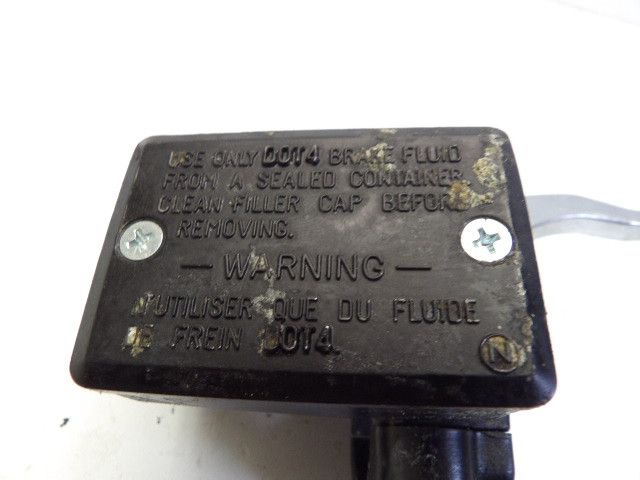 USE ONLY DOT4 BRAKE FLUID
FROM A SEALED CONTAINER.
CLEAN FILLER CAP BEFORE
REMOVING.
— WARNING —
N'UTILISER QUE DU FLUIDE
DE FREIN DOT4.
N